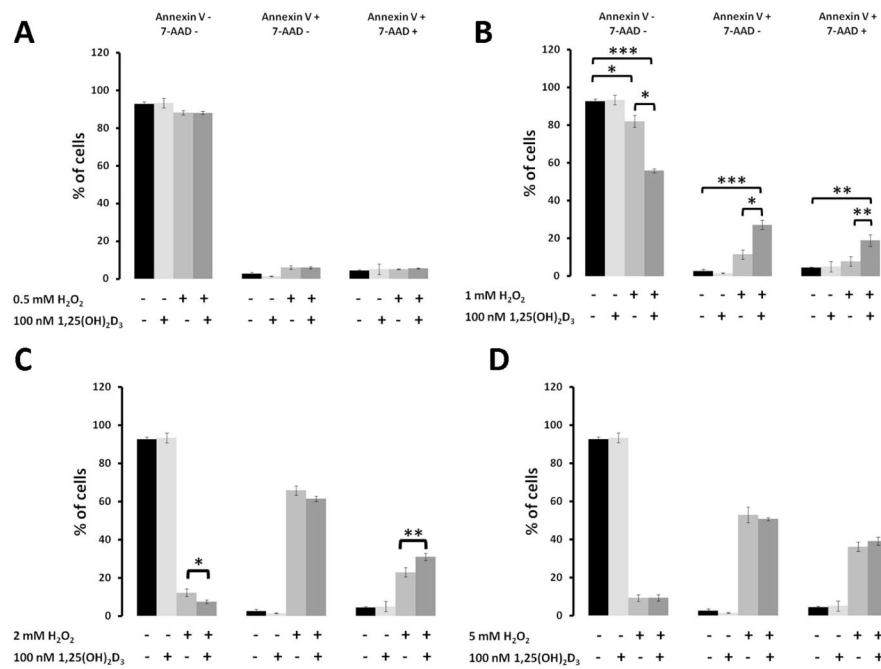 A
Annexin V - Annexin V + Annexin V +
7-AAD - 7-AAD - 7-AAD +
% of cells
120
100
80
60
40
20
0
0.5 mM H₂O₂ - - + + - - + + - - + +
100 nM 1,25(OH)₂D₃ - + - + - + - + - + - +
B
Annexin V - Annexin V + Annexin V +
7-AAD - 7-AAD - 7-AAD +
% of cells
120
100
80
60
40
20
0
***
*
*
***
*
**
**
1 mM H₂O₂ - - + + - - + + - - + +
100 nM 1,25(OH)₂D₃ - + - + - + - + - + - +
C
% of cells
120
100
80
60
40
20
0
*
**
2 mM H₂O₂ - - + + - - + + - - + +
100 nM 1,25(OH)₂D₃ - + - + - + - + - + - +
D
% of cells
120
100
80
60
40
20
0
5 mM H₂O₂ - - + + - - + + - - + +
100 nM 1,25(OH)₂D₃ - + - + - + - + - + - +